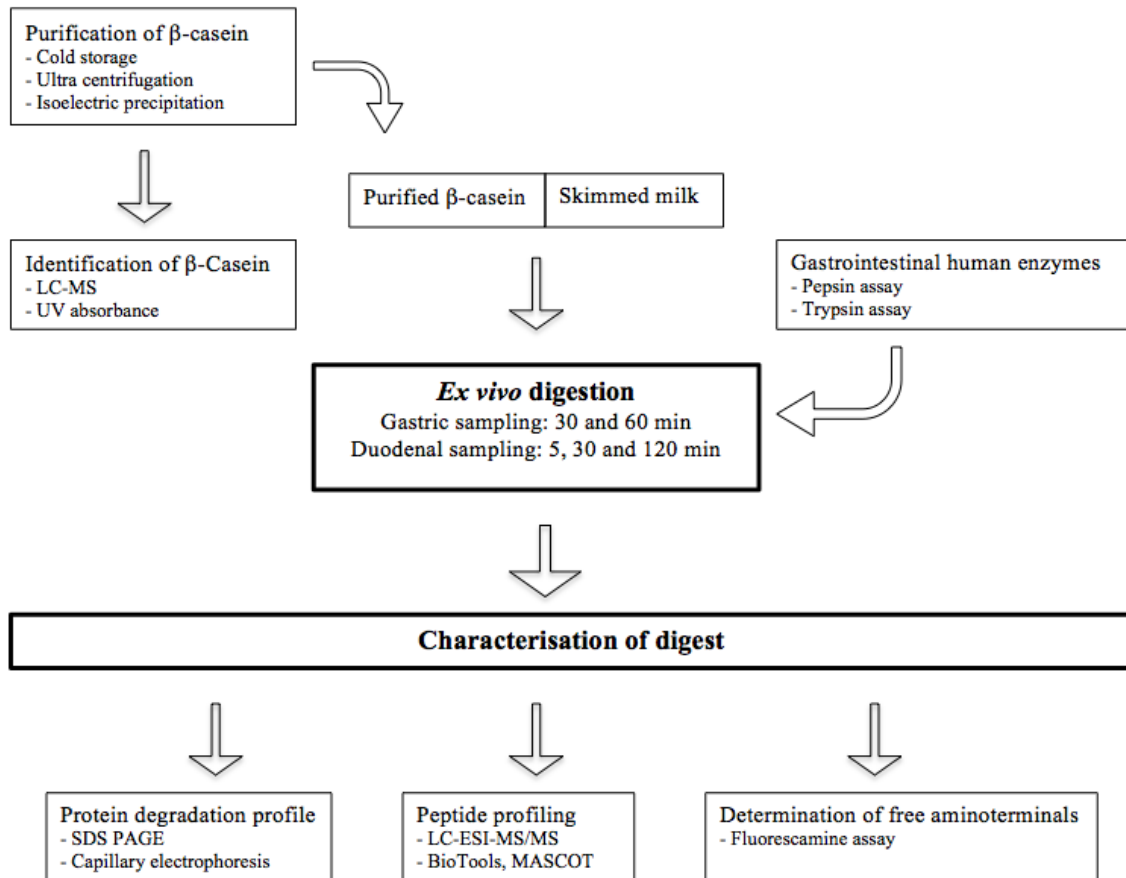 Purification of β-casein
- Cold storage
- Ultra centrifugation
- Isoelectric precipitation
Purified β-casein
Skimmed milk
Identification of β-Casein
- LC-MS
- UV absorbance
Gastrointestinal human enzymes
- Pepsin assay
- Trypsin assay
Ex vivo digestion
Gastric sampling: 30 and 60 min
Duodenal sampling: 5, 30 and 120 min
Characterisation of digest
Protein degradation profile
- SDS PAGE
- Capillary electrophoresis
Peptide profiling
- LC-ESI-MS/MS
- BioTools, MASCOT
Determination of free aminoterminals
- Fluorescamine assay